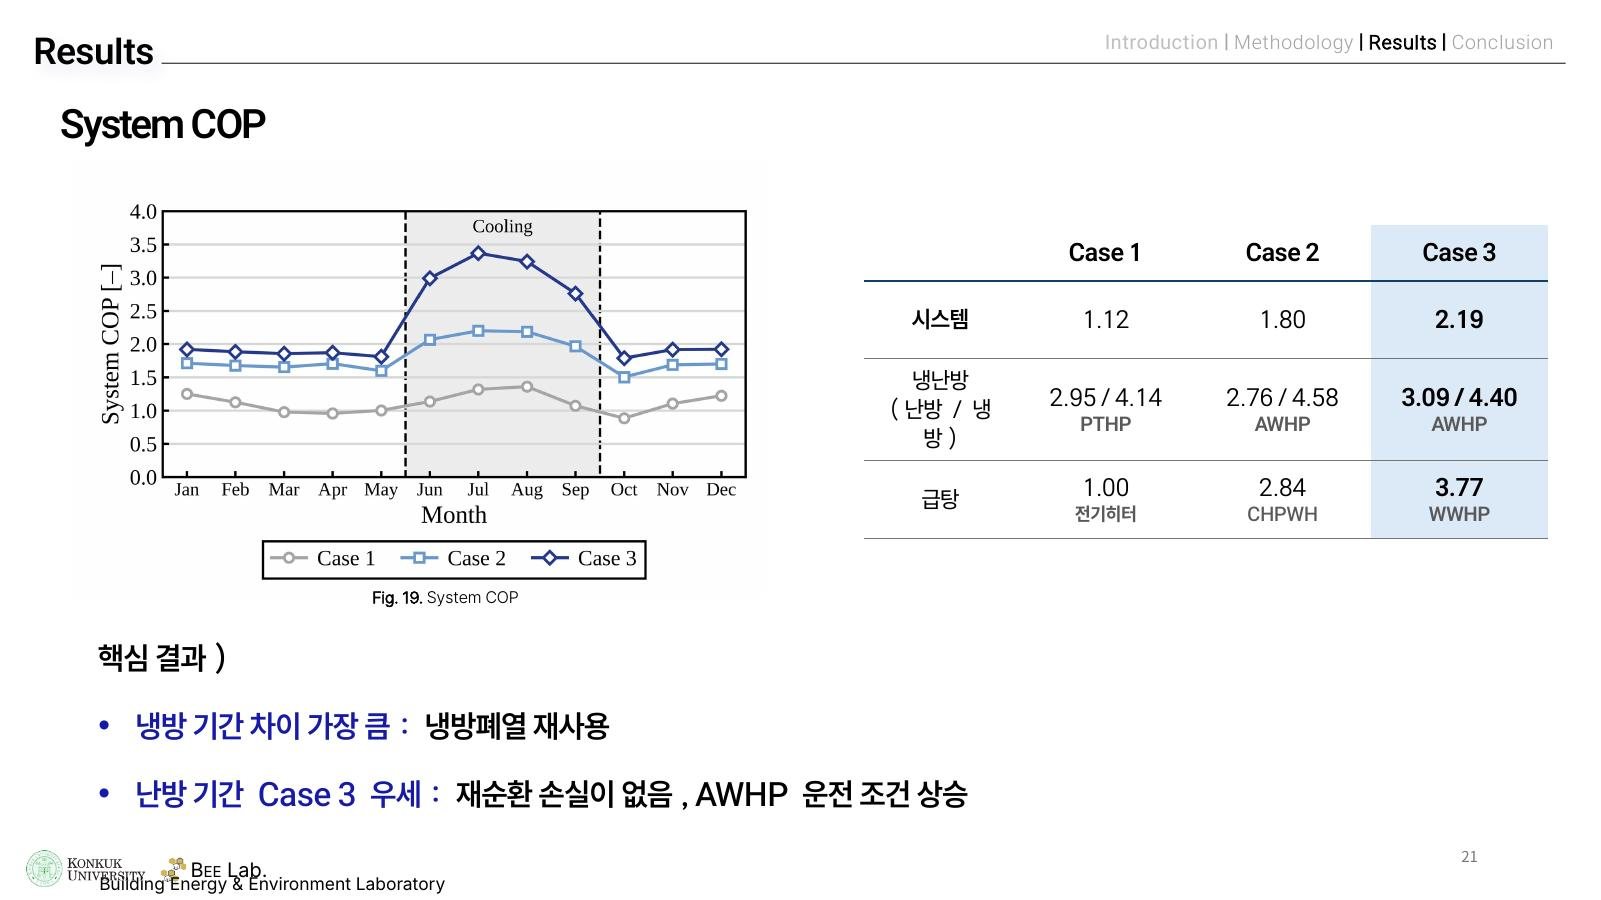 Results
Introduction | Methodology | Results | Conclusion
System COP
4.0
3.5
3.0
2.5
2.0
1.5
1.0
0.5
0.0
System COP [–]
Cooling
Jan Feb Mar Apr May Jun Jul Aug Sep Oct Nov Dec
Month
Case 1 Case 2 Case 3
Fig. 19. System COP
Case 1 Case 2 Case 3
시스템 1.12 1.80 2.19
냉난방
( 난방 / 냉
방 )
2.95 / 4.14 2.76 / 4.58 3.09 / 4.40
PTHP AWHP AWHP
급탕
1.00 2.84 3.77
전기히터 CHPWH WWHP
핵심 결과 )
• 냉방 기간 차이 가장 큼 : 냉방폐열 재사용
• 난방 기간 Case 3 우세 : 재순환 손실이 없음 , AWHP 운전 조건 상승
KONKUK
UNIVERSITY
BEE Lab.
Building Energy & Environment Laboratory
21